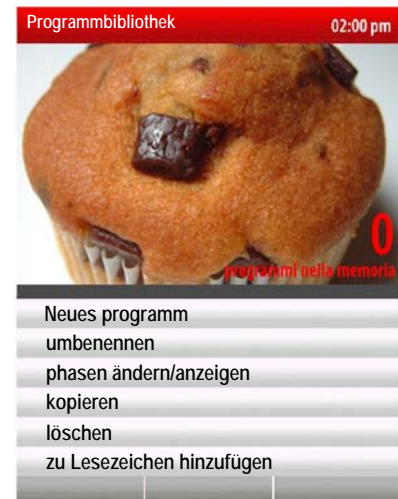 Programmbibliothek 02:00 pm
0
programmi nella memoria
Neues programm
umbenennen
phasen ändern/anzeigen
kopieren
löschen
zu Lesezeichen hinzufügen